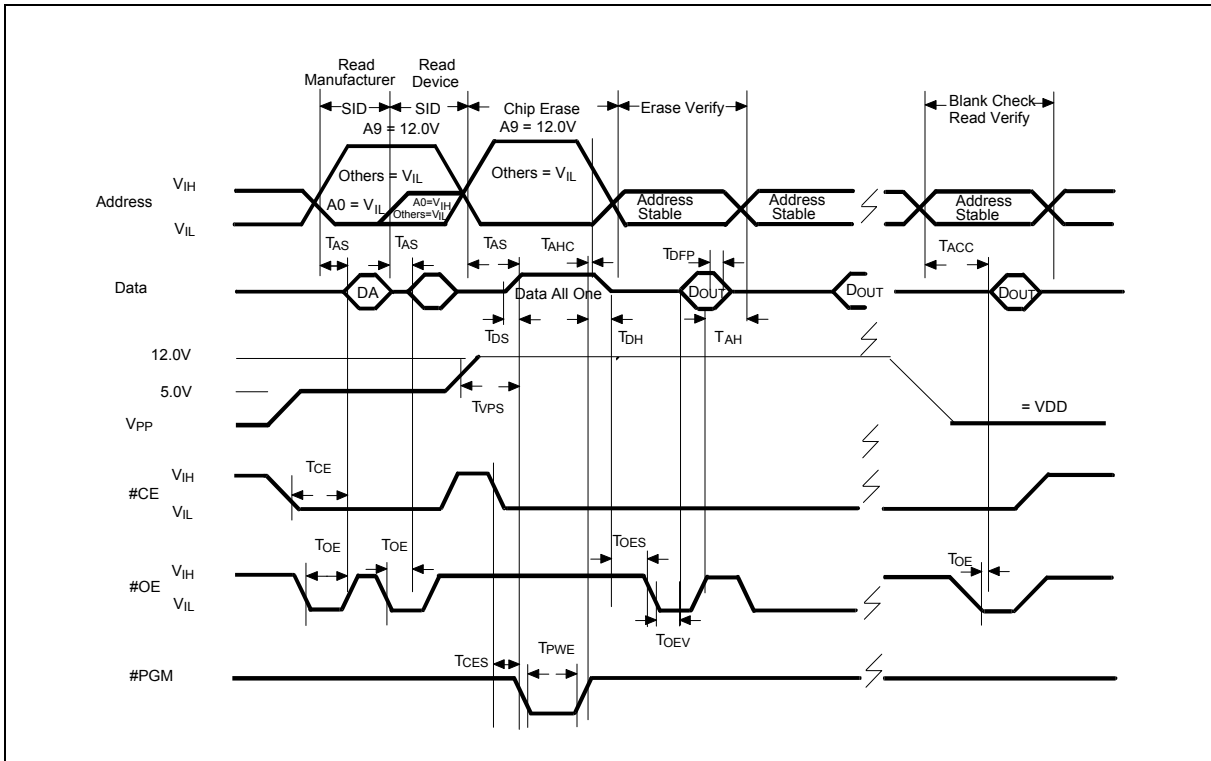 Read Manufacturer
SID
Read Device
SID
Chip Erase
Erase Verify
Blank Check
Read Verify
A9 = 12.0V
A9 = 12.0V
Others = VIL
Others = VIL
Address
VIH
VIL
A0 = VIL
A0=VIH
Others=VIL
Address Stable
Address Stable
Address Stable
TAS
TAS
TAS
TAHC
TDFP
TACC
Data
DA
Data All One
DOUT
DOUT
DOUT
TDS
TDH
TAH
12.0V
5.0V
VPP
TVPS
= VDD
#CE
VIH
VIL
TCE
#OE
VIH
VIL
TOE
TOE
TOES
TOE
TOEV
#PGM
TCES
TPWE